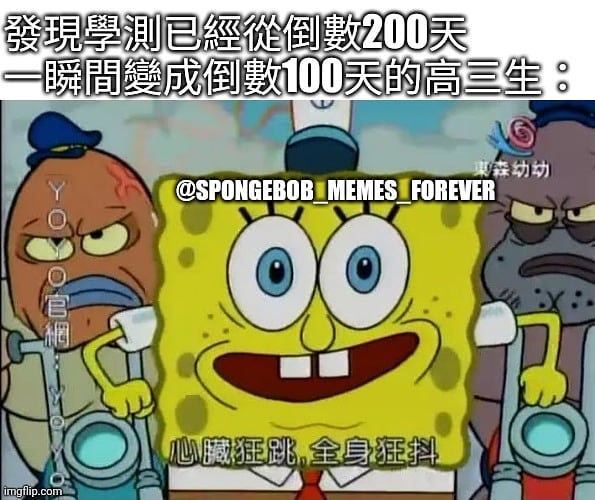 發現學測已經從倒數200天
一瞬間變成倒數100天的高三生：
東森幼幼
@SPONGEBOB_MEMES_FOREVER
YOYO官網：yoyo
心臟狂跳,全身狂抖
imgflip.com